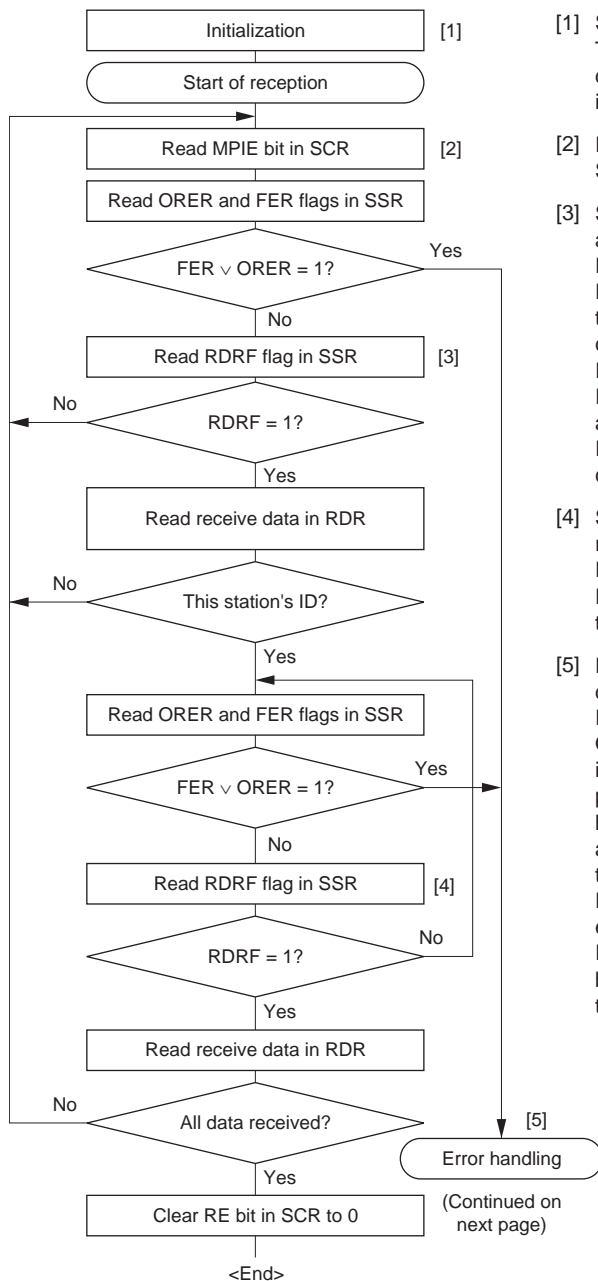 Initialization [1]
Start of reception
Read MPIE bit in SCR [2]
Read ORER and FER flags in SSR
FER ∨ ORER = 1?
Yes
No
Read RDRF flag in SSR [3]
RDRF = 1?
No
Yes
Read receive data in RDR
This station's ID?
No
Yes
Read ORER and FER flags in SSR
FER ∨ ORER = 1?
Yes
No
Read RDRF flag in SSR [4]
RDRF = 1?
No
Yes
Read receive data in RDR
All data received?
No
Yes
Clear RE bit in SCR to 0
<End>
[5]
Error handling
(Continued on
next page)
[1]
[2]
[3]
[4]
[5]